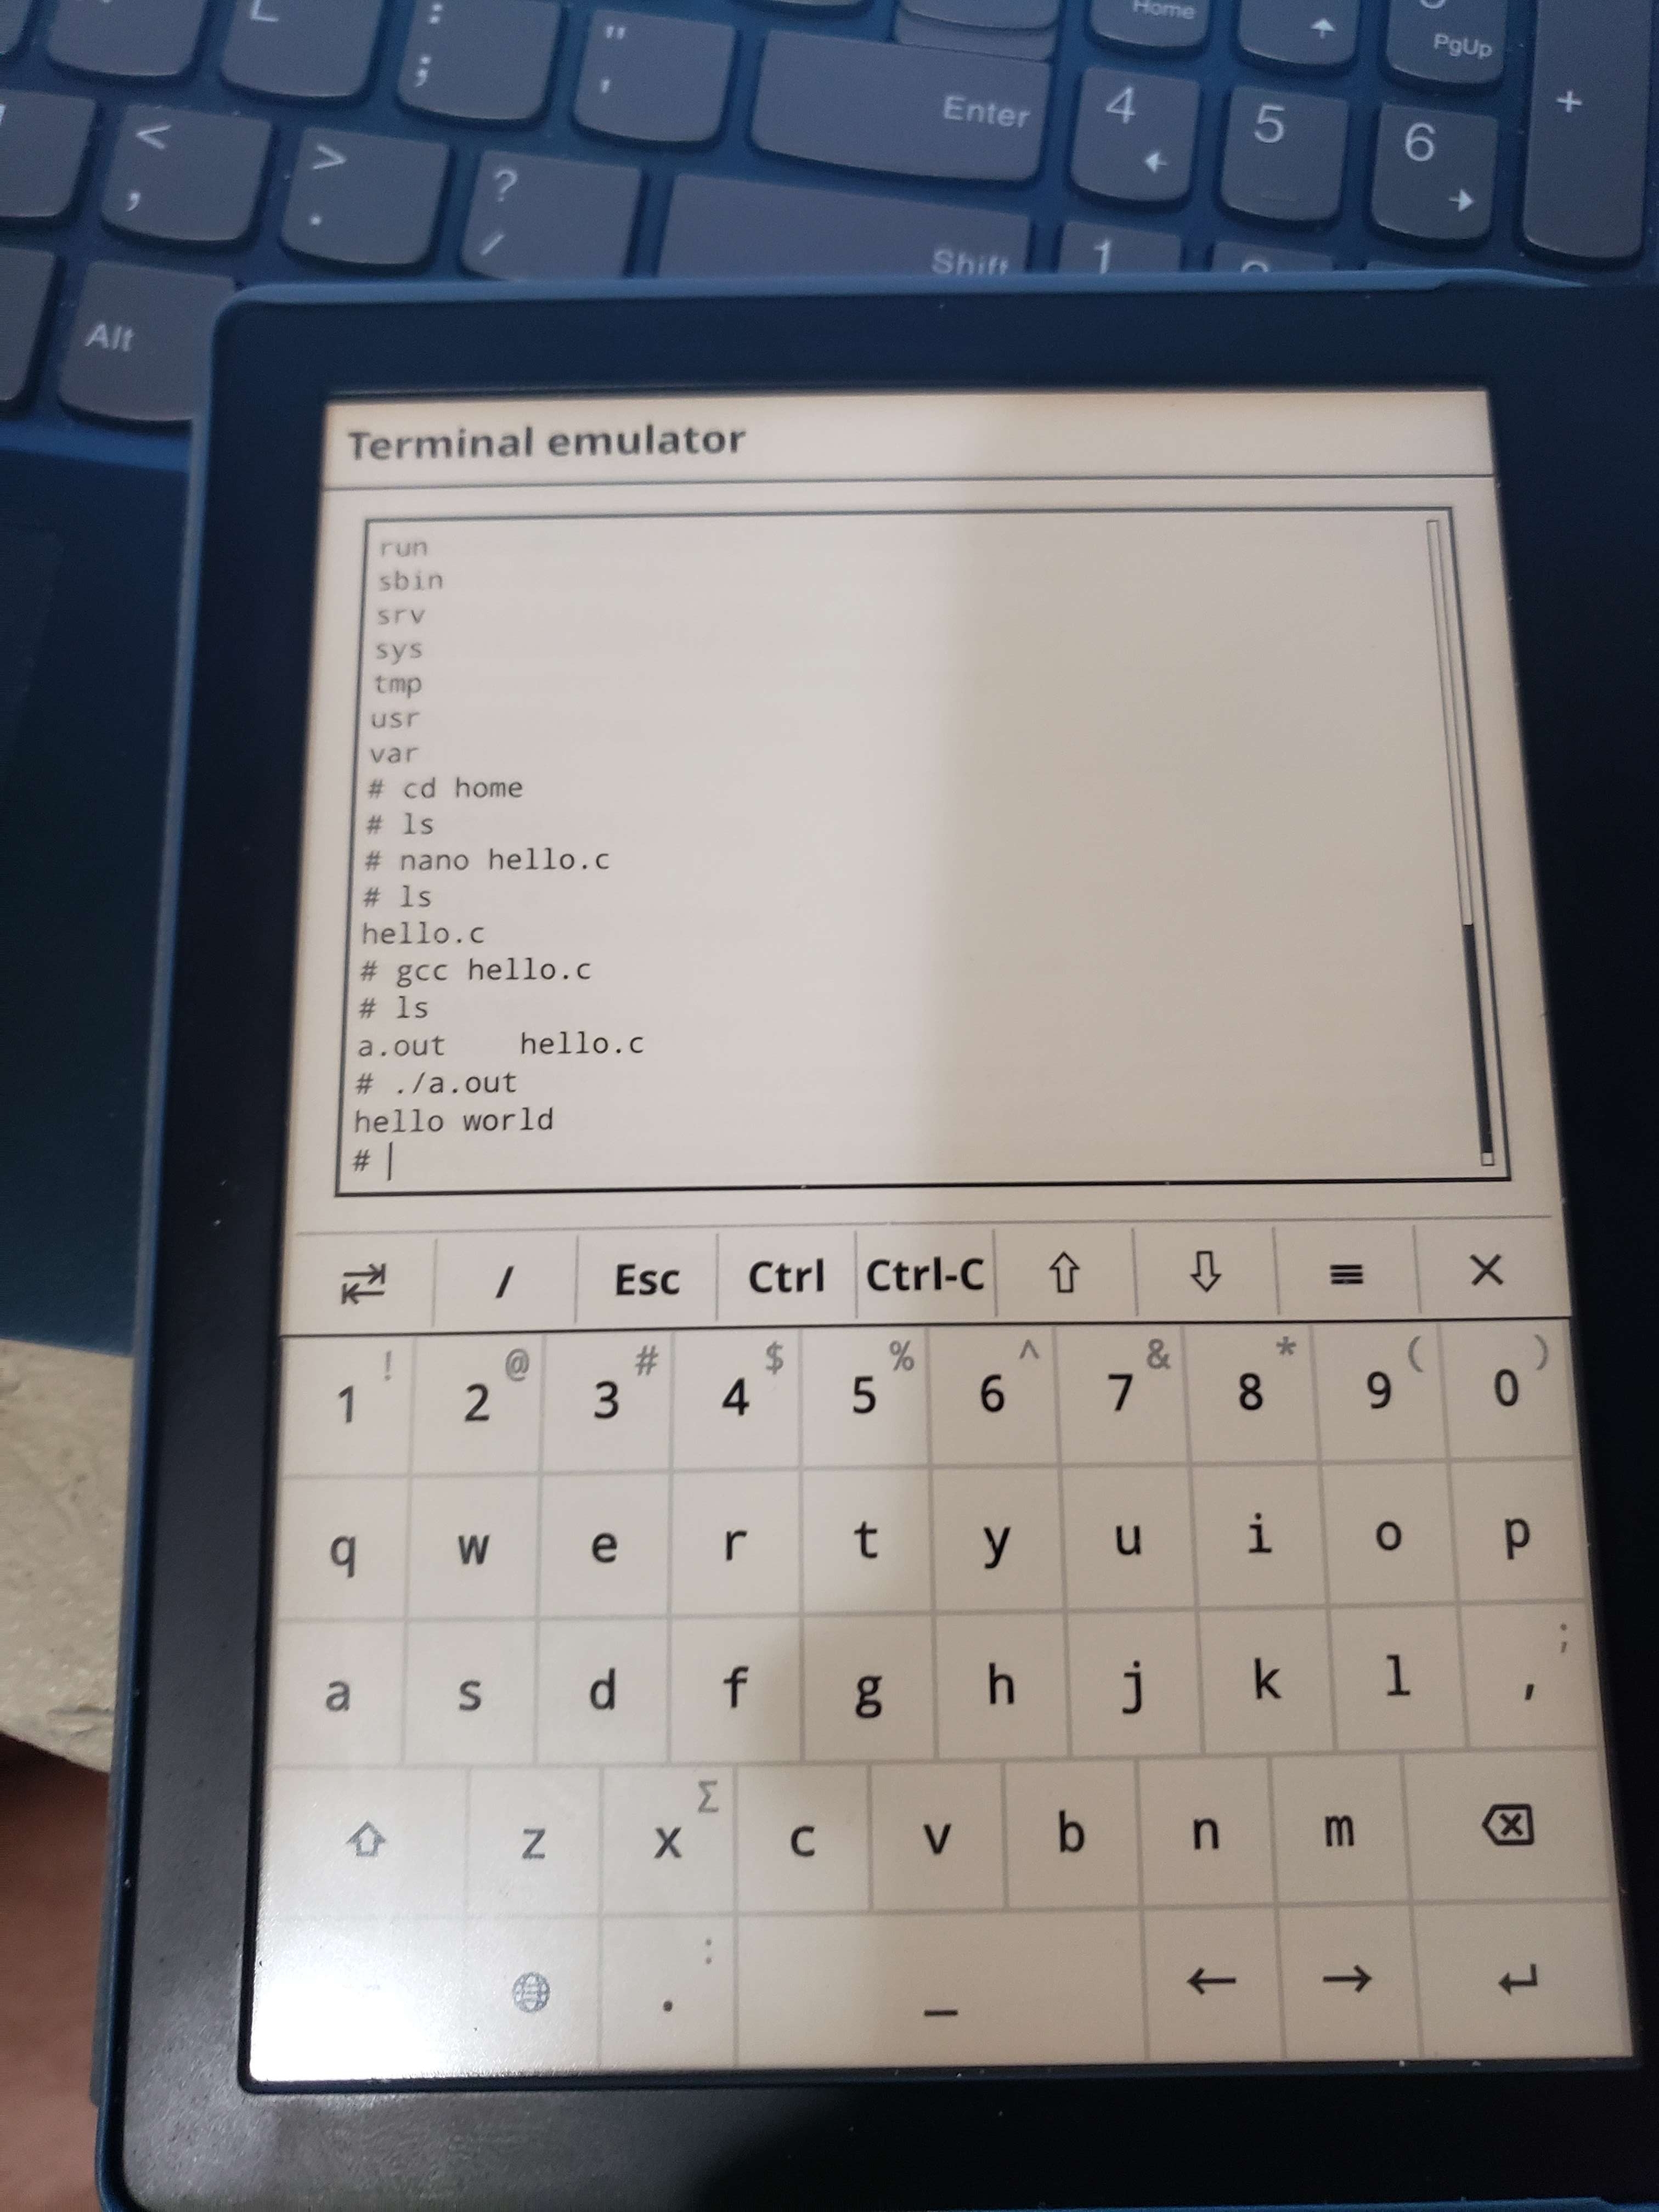 Home
PgUp
: ;
" '
Enter
4
5
6
+
< ,
> .
? /
Shift
1
Alt
Terminal emulator
run
sbin
srv
sys
tmp
usr
var
# cd home
# ls
# nano hello.c
# ls
hello.c
# gcc hello.c
# ls
a.out hello.c
# ./a.out
hello world
#
/ Esc Ctrl Ctrl-C
! @ # $ % ^ & * ( )
1 2 3 4 5 6 7 8 9 0
q w e r t y u i o p
;
a s d f g h j k l ,
Σ
z x c v b n m
:
. _ ← →